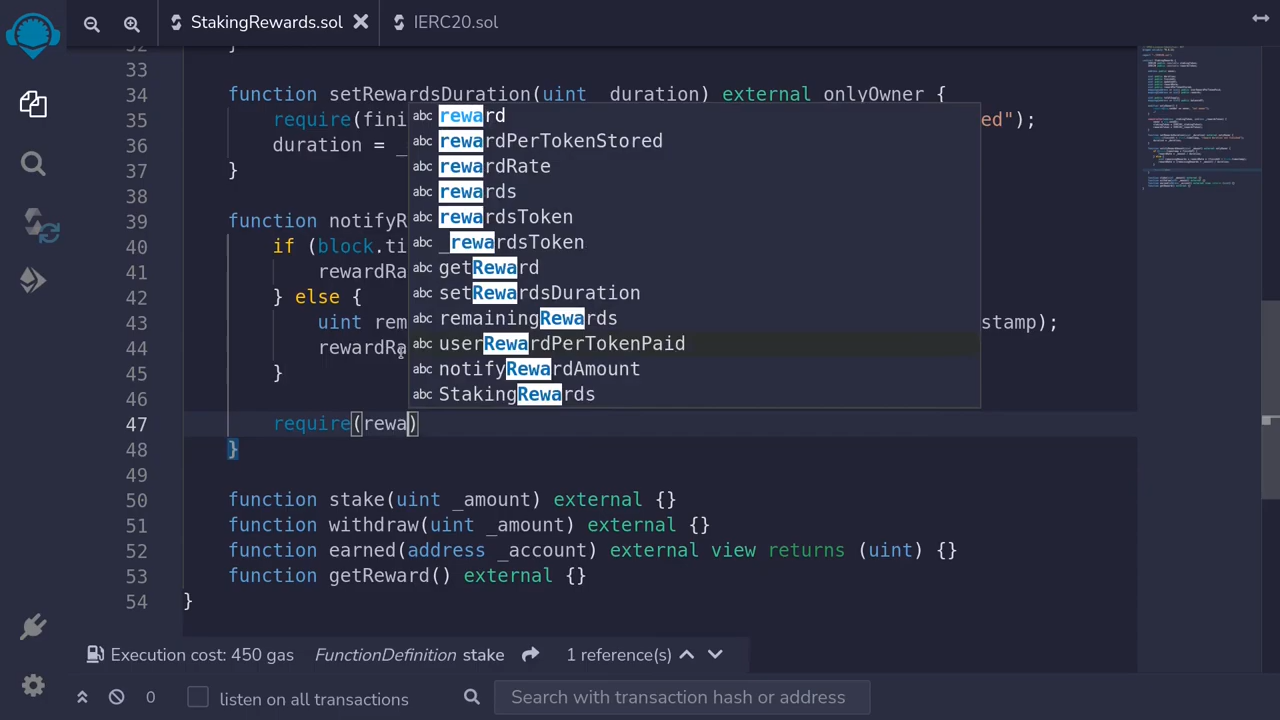 StakingRewards.sol
IERC20.sol
32 }
33
34 function setRewardsDuration(uint _duration) external onlyOwner {
35 require(fini ed");
36 duration = _
37 }
38
39 function notifyR
40 if (block.ti
41 rewardRa
42 } else {
43 uint rem stamp);
44 rewardRa
45 }
46
47 require(rewa)
48 }
49
50 function stake(uint _amount) external {}
51 function withdraw(uint _amount) external {}
52 function earned(address _account) external view returns (uint) {}
53 function getReward() external {}
54 }
abc reward
abc rewardPerTokenStored
abc rewardRate
abc rewards
abc rewardsToken
abc _rewardsToken
abc getReward
abc setRewardsDuration
abc remainingRewards
abc userRewardPerTokenPaid
abc notifyRewardAmount
abc StakingRewards
Execution cost: 450 gas FunctionDefinition stake 1 reference(s)
0 listen on all transactions Search with transaction hash or address